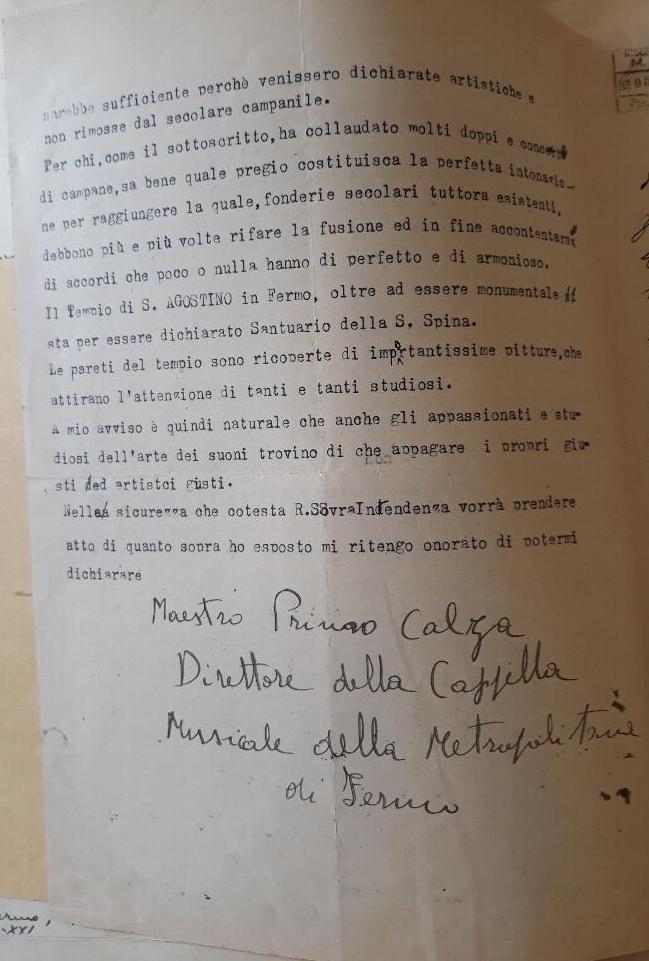 sarebbe sufficiente perchè venissero dichiarate artistiche e
non rimosse dal secolare campanile.
Per chi,come il sottoscritto,ha collaudato molti doppi e concerti
di campane,sa bene quale pregio costituisca la perfetta intonazio-
ne per raggiungere la quale,fonderie secolari tuttora esistenti,
debbono più e più volte rifare la fusione ed in fine accontentarsi
di accordi che poco o nulla hanno di perfetto e di armonioso.
Il Tempio di S. AGOSTINO in Fermo, oltre ad essere monumentale
sta per essere dichiarato Santuario della S. Spina.
Le pareti del tempio sono ricoperte di importantissime pitture,che
attirano l'attenzione di tanti e tanti studiosi.
A mio avviso è quindi naturale che anche gli appassionati e stu-
diosi dell'arte dei suoni trovino di che appagare i propri giu-
sti ed artistci gusti.
Nella sicurezza che cotesta R.SovraIntendenza vorrà prendere
atto di quanto sopra ho esposto mi ritengo onorato di potermi
dichiarare
Maestro Primo Calza
Direttore della Cappella
Musicale della Metropolitana
di Fermo
M.
-XXI